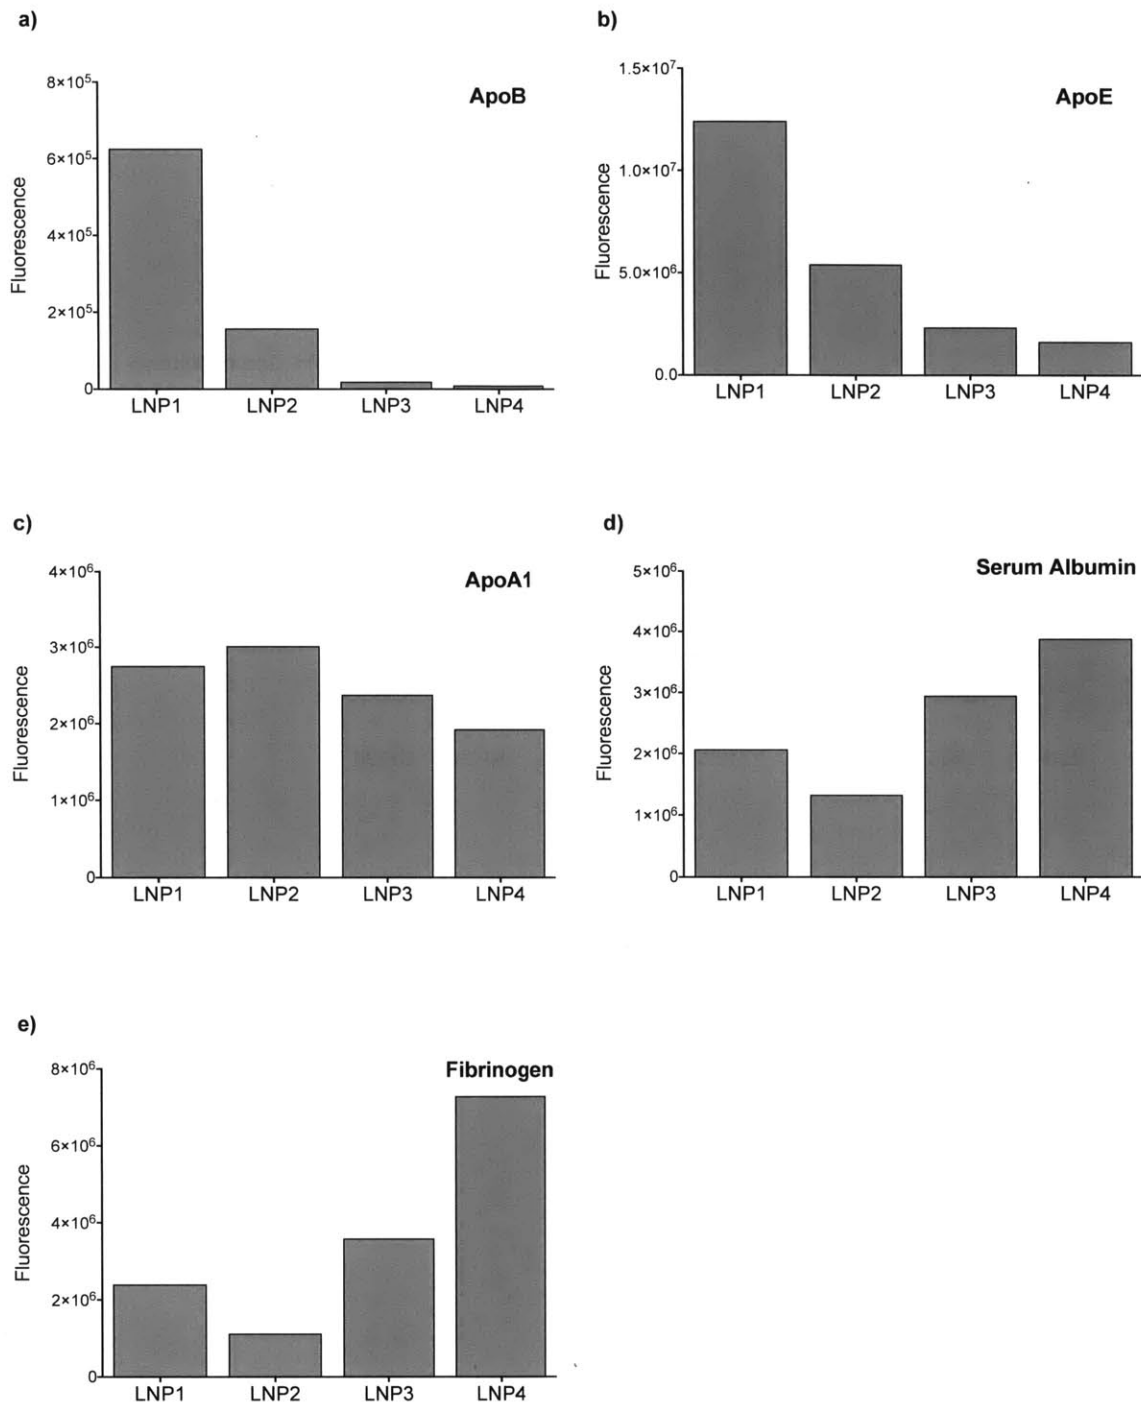 a)
ApoB
Fluorescence
8×10⁵
6×10⁵
4×10⁵
2×10⁵
0
LNP1 LNP2 LNP3 LNP4
b)
ApoE
Fluorescence
1.5×10⁷
1.0×10⁷
5.0×10⁶
0.0
LNP1 LNP2 LNP3 LNP4
c)
ApoA1
Fluorescence
4×10⁶
3×10⁶
2×10⁶
1×10⁶
0
LNP1 LNP2 LNP3 LNP4
d)
Serum Albumin
Fluorescence
5×10⁶
4×10⁶
3×10⁶
2×10⁶
1×10⁶
0
LNP1 LNP2 LNP3 LNP4
e)
Fibrinogen
Fluorescence
8×10⁶
6×10⁶
4×10⁶
2×10⁶
0
LNP1 LNP2 LNP3 LNP4